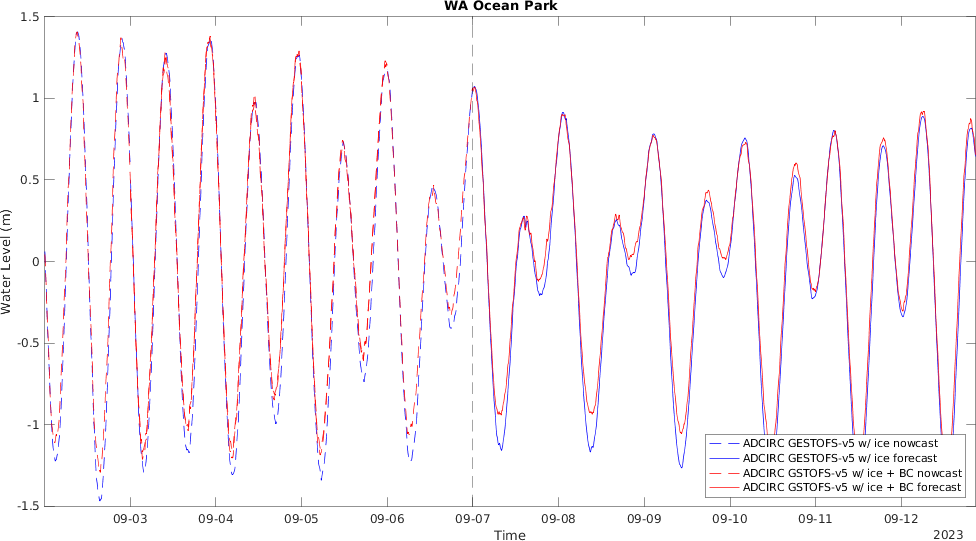 WA Ocean Park
Water Level (m)
1.5
1
0.5
0
-0.5
-1
-1.5
ADCIRC GESTOFS-v5 w/ ice nowcast
ADCIRC GESTOFS-v5 w/ ice forecast
ADCIRC GSTOFS-v5 w/ ice + BC nowcast
ADCIRC GSTOFS-v5 w/ ice + BC forecast
09-03 09-04 09-05 09-06 09-07 09-08 09-09 09-10 09-11 09-12
Time
2023